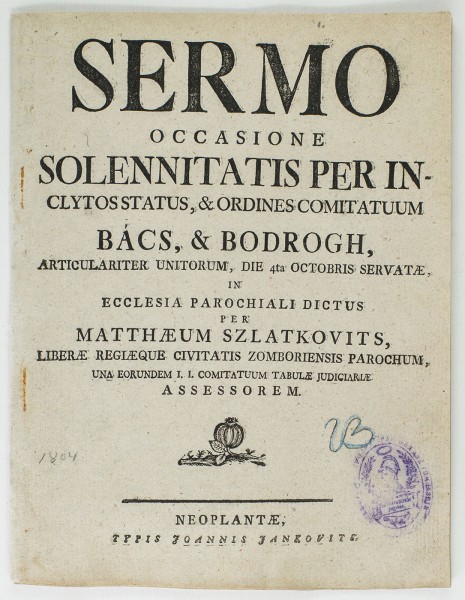 SERMO
OCCASIONE
SOLENNITATIS PER IN-
CLYTOS STATUS, & ORDINES COMITATUUM
BÁCS, & BODROGH,
ARTICULARITER UNITORUM, DIE 4ta OCTOBRIS SERVATÆ,
IN
ECCLESIA PAROCHIALI DICTUS
PER
MATTHÆUM SZLATKOVITS,
LIBERÆ REGIÆQUE CIVITATIS ZOMBORIENSIS PAROCHUM,
UNA EORUNDEM I. I. COMITATUUM TABULÆ JUDICIARIÆ
ASSESSOREM.
1804
NEOPLANTÆ,
TYPIS JOANNIS JANKOVITS.